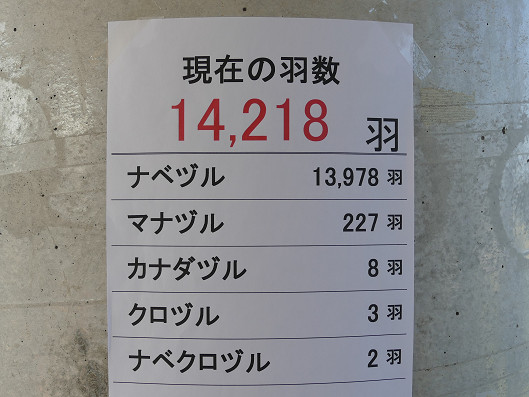 現在の羽数
14,218 羽
ナベヅル 13,978 羽
マナヅル 227 羽
カナダヅル 8 羽
クロヅル 3 羽
ナベクロヅル 2 羽